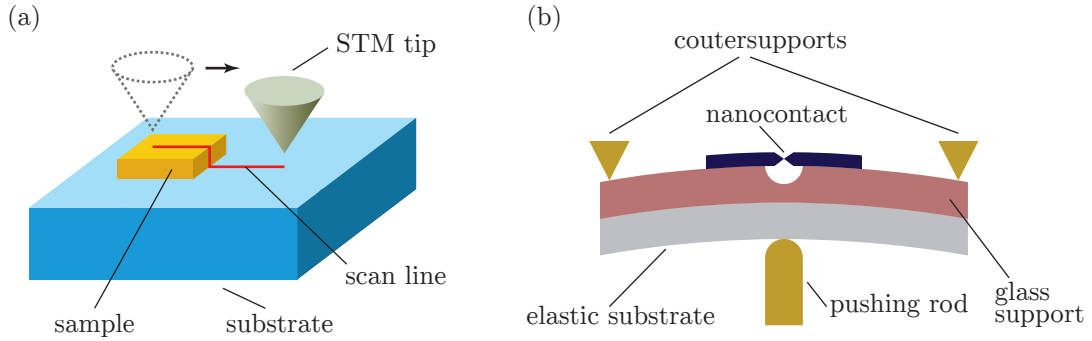 (a)
STM tip
scan line
sample
substrate
(b)
coutersupports
nanocontact
elastic substrate
pushing rod
glass
support